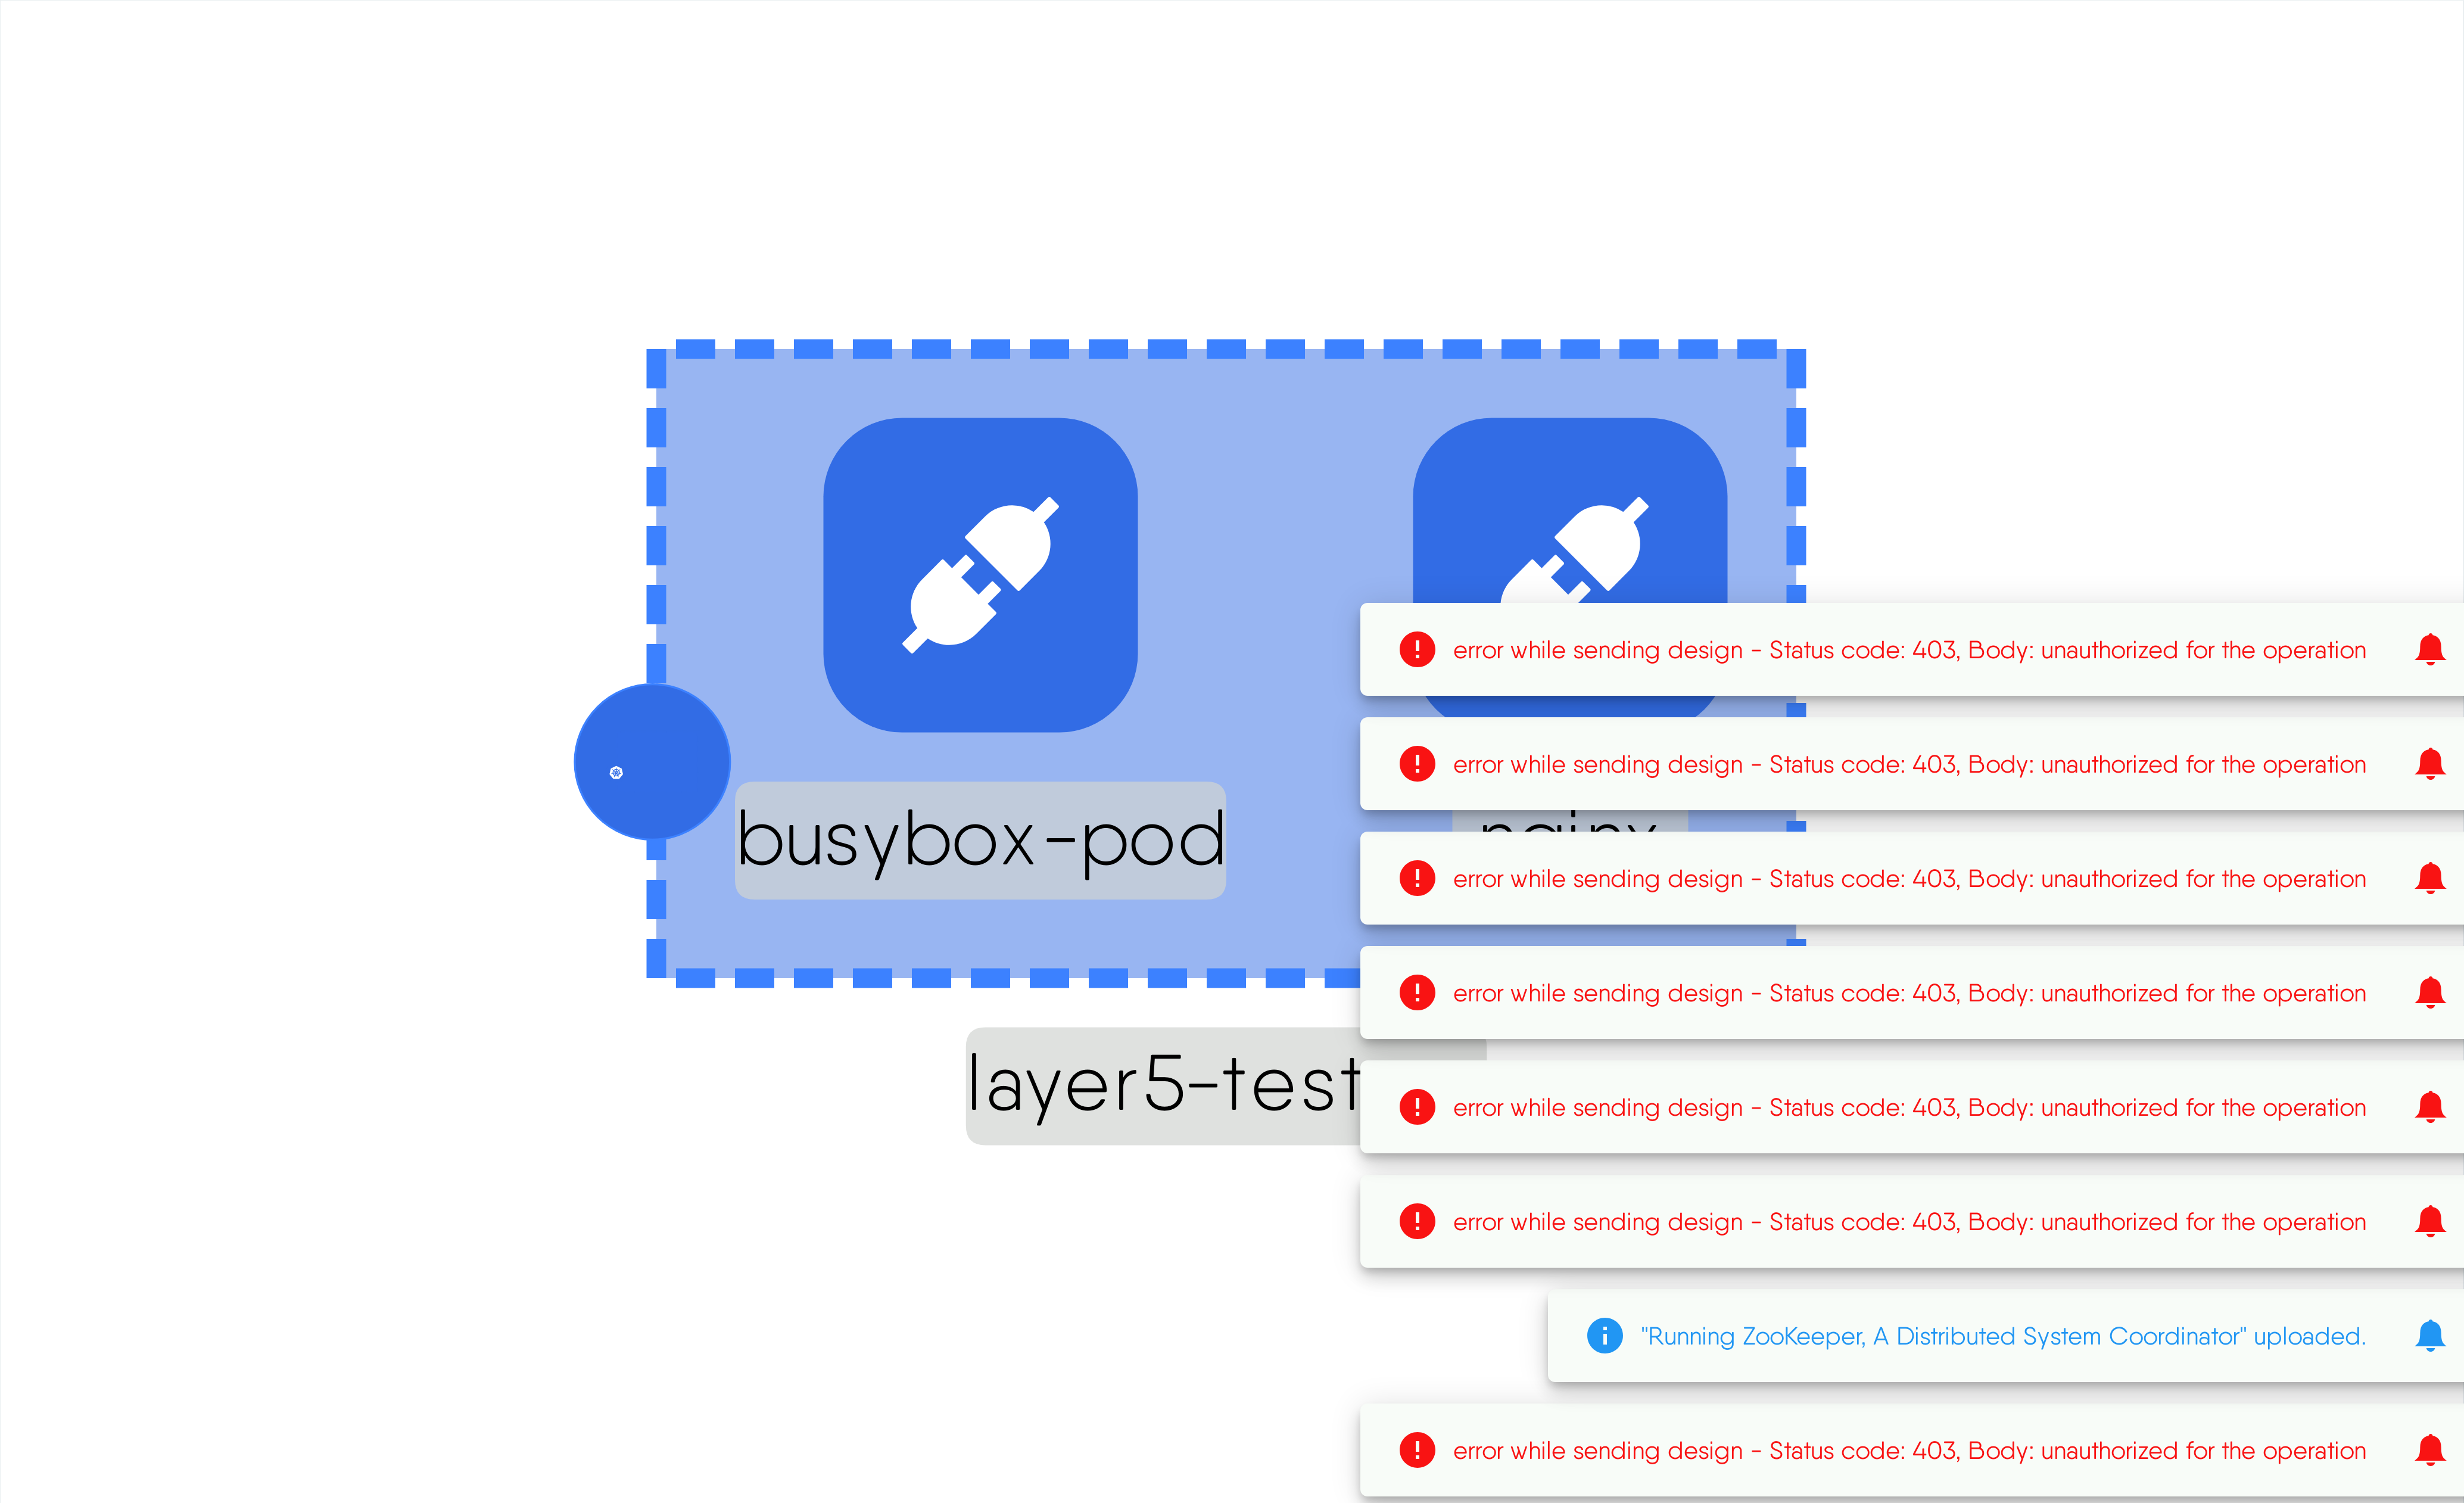 error while sending design - Status code: 403, Body: unauthorized for the operation
error while sending design - Status code: 403, Body: unauthorized for the operation
busybox-pod
error while sending design - Status code: 403, Body: unauthorized for the operation
error while sending design - Status code: 403, Body: unauthorized for the operation
layer5-test
error while sending design - Status code: 403, Body: unauthorized for the operation
error while sending design - Status code: 403, Body: unauthorized for the operation
"Running ZooKeeper, A Distributed System Coordinator" uploaded.
error while sending design - Status code: 403, Body: unauthorized for the operation